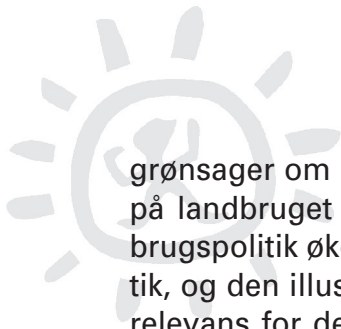 grønsager om
på landbruget
brugspolitik øk
tik, og den illus
relevans for de